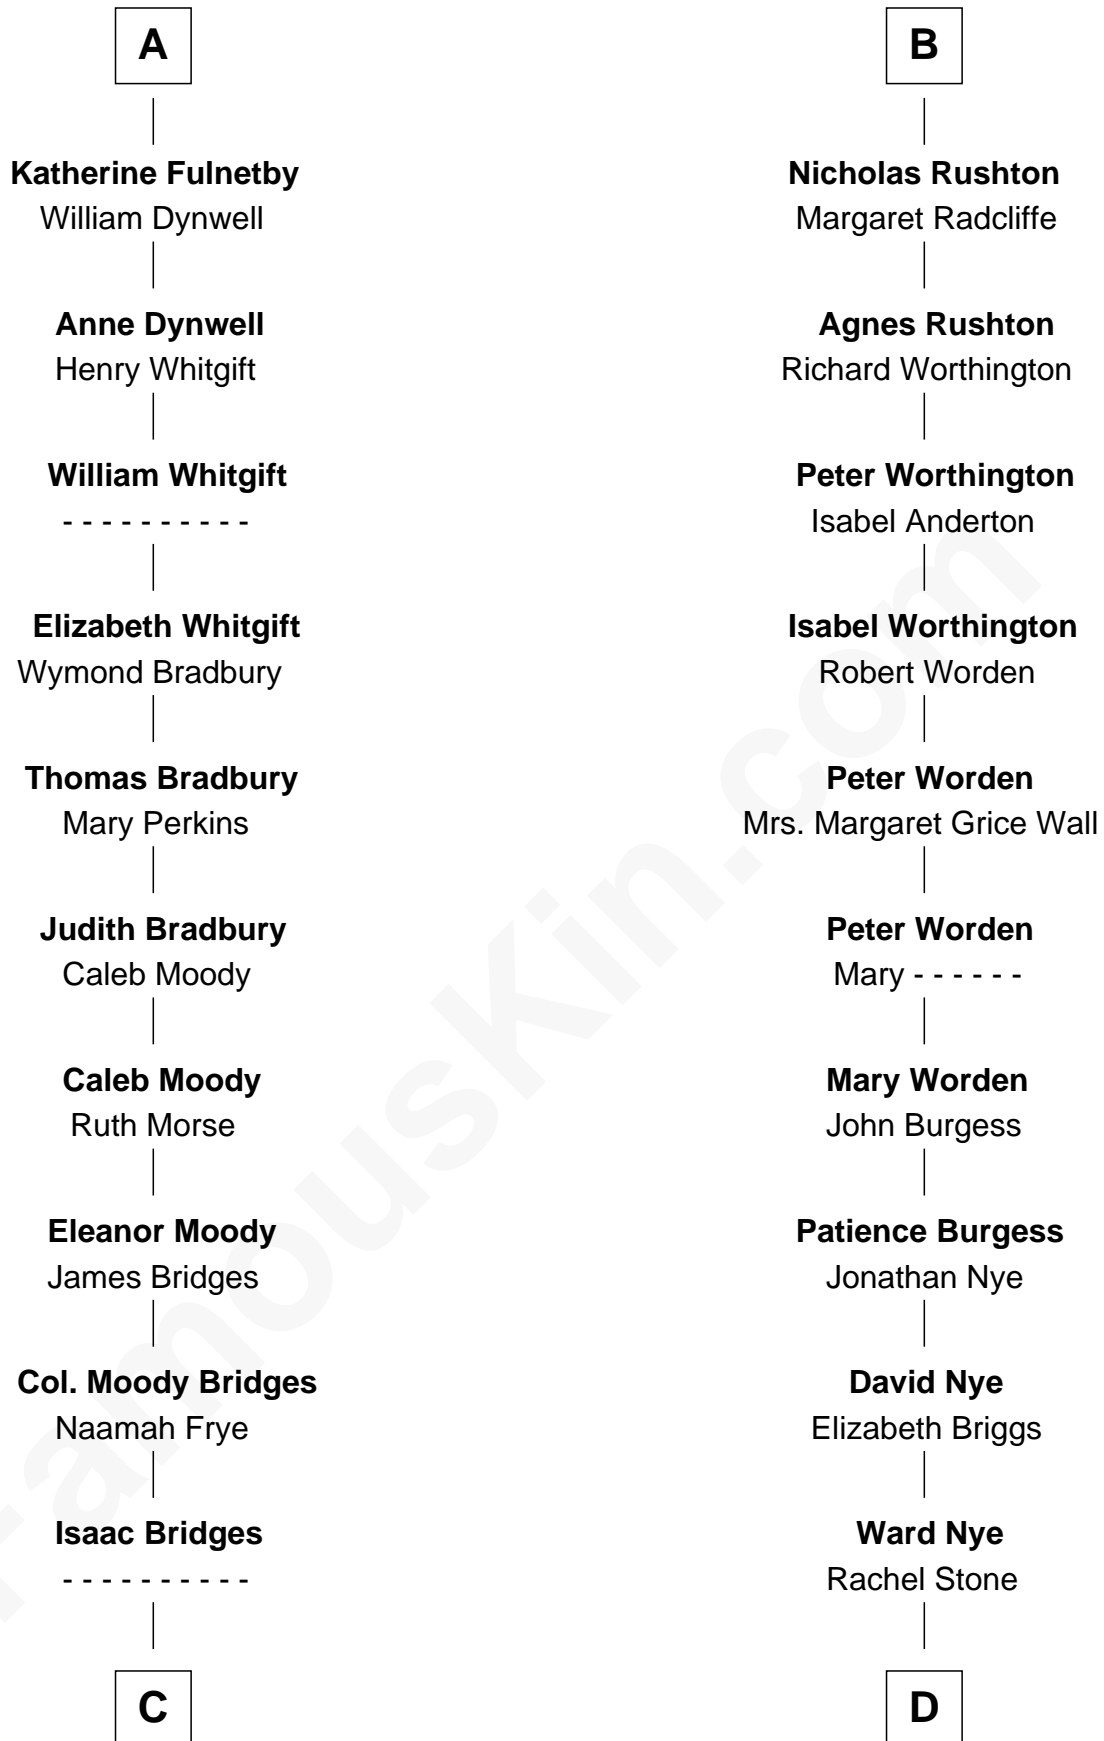 A
Katherine Fulnetby
William Dynwell
Anne Dynwell
Henry Whitgift
William Whitgift
- - - - - - - - - -
Elizabeth Whitgift
Wymond Bradbury
Thomas Bradbury
Mary Perkins
Judith Bradbury
Caleb Moody
Caleb Moody
Ruth Morse
Eleanor Moody
James Bridges
Col. Moody Bridges
Naamah Frye
Isaac Bridges
- - - - - - - - - -
C
B
Nicholas Rushton
Margaret Radcliffe
Agnes Rushton
Richard Worthington
Peter Worthington
Isabel Anderton
Isabel Worthington
Robert Worden
Peter Worden
Mrs. Margaret Grice Wall
Peter Worden
Mary - - - - - -
Mary Worden
John Burgess
Patience Burgess
Jonathan Nye
David Nye
Elizabeth Briggs
Ward Nye
Rachel Stone
D
FamousKin.com